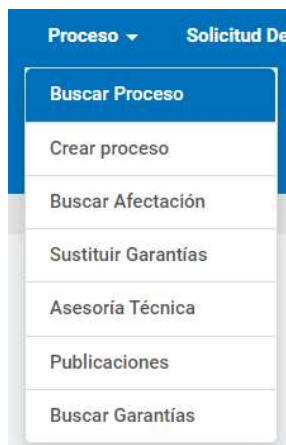 Proceso Solicitud De
Buscar Proceso
Crear proceso
Buscar Afectación
Sustituir Garantías
Asesoría Técnica
Publicaciones
Buscar Garantías